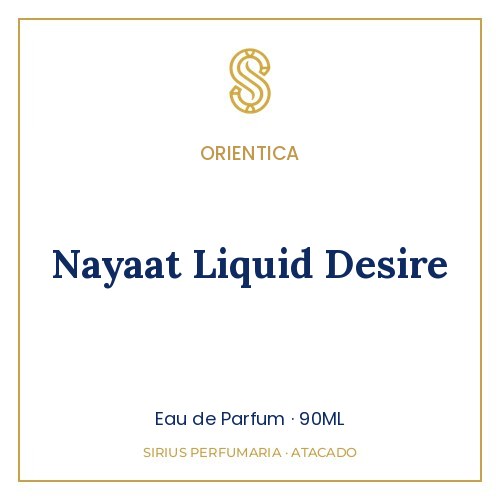 ORIENTICA
Nayaat Liquid Desire
Eau de Parfum · 90ML
SIRIUS PERFUMARIA · ATACADO